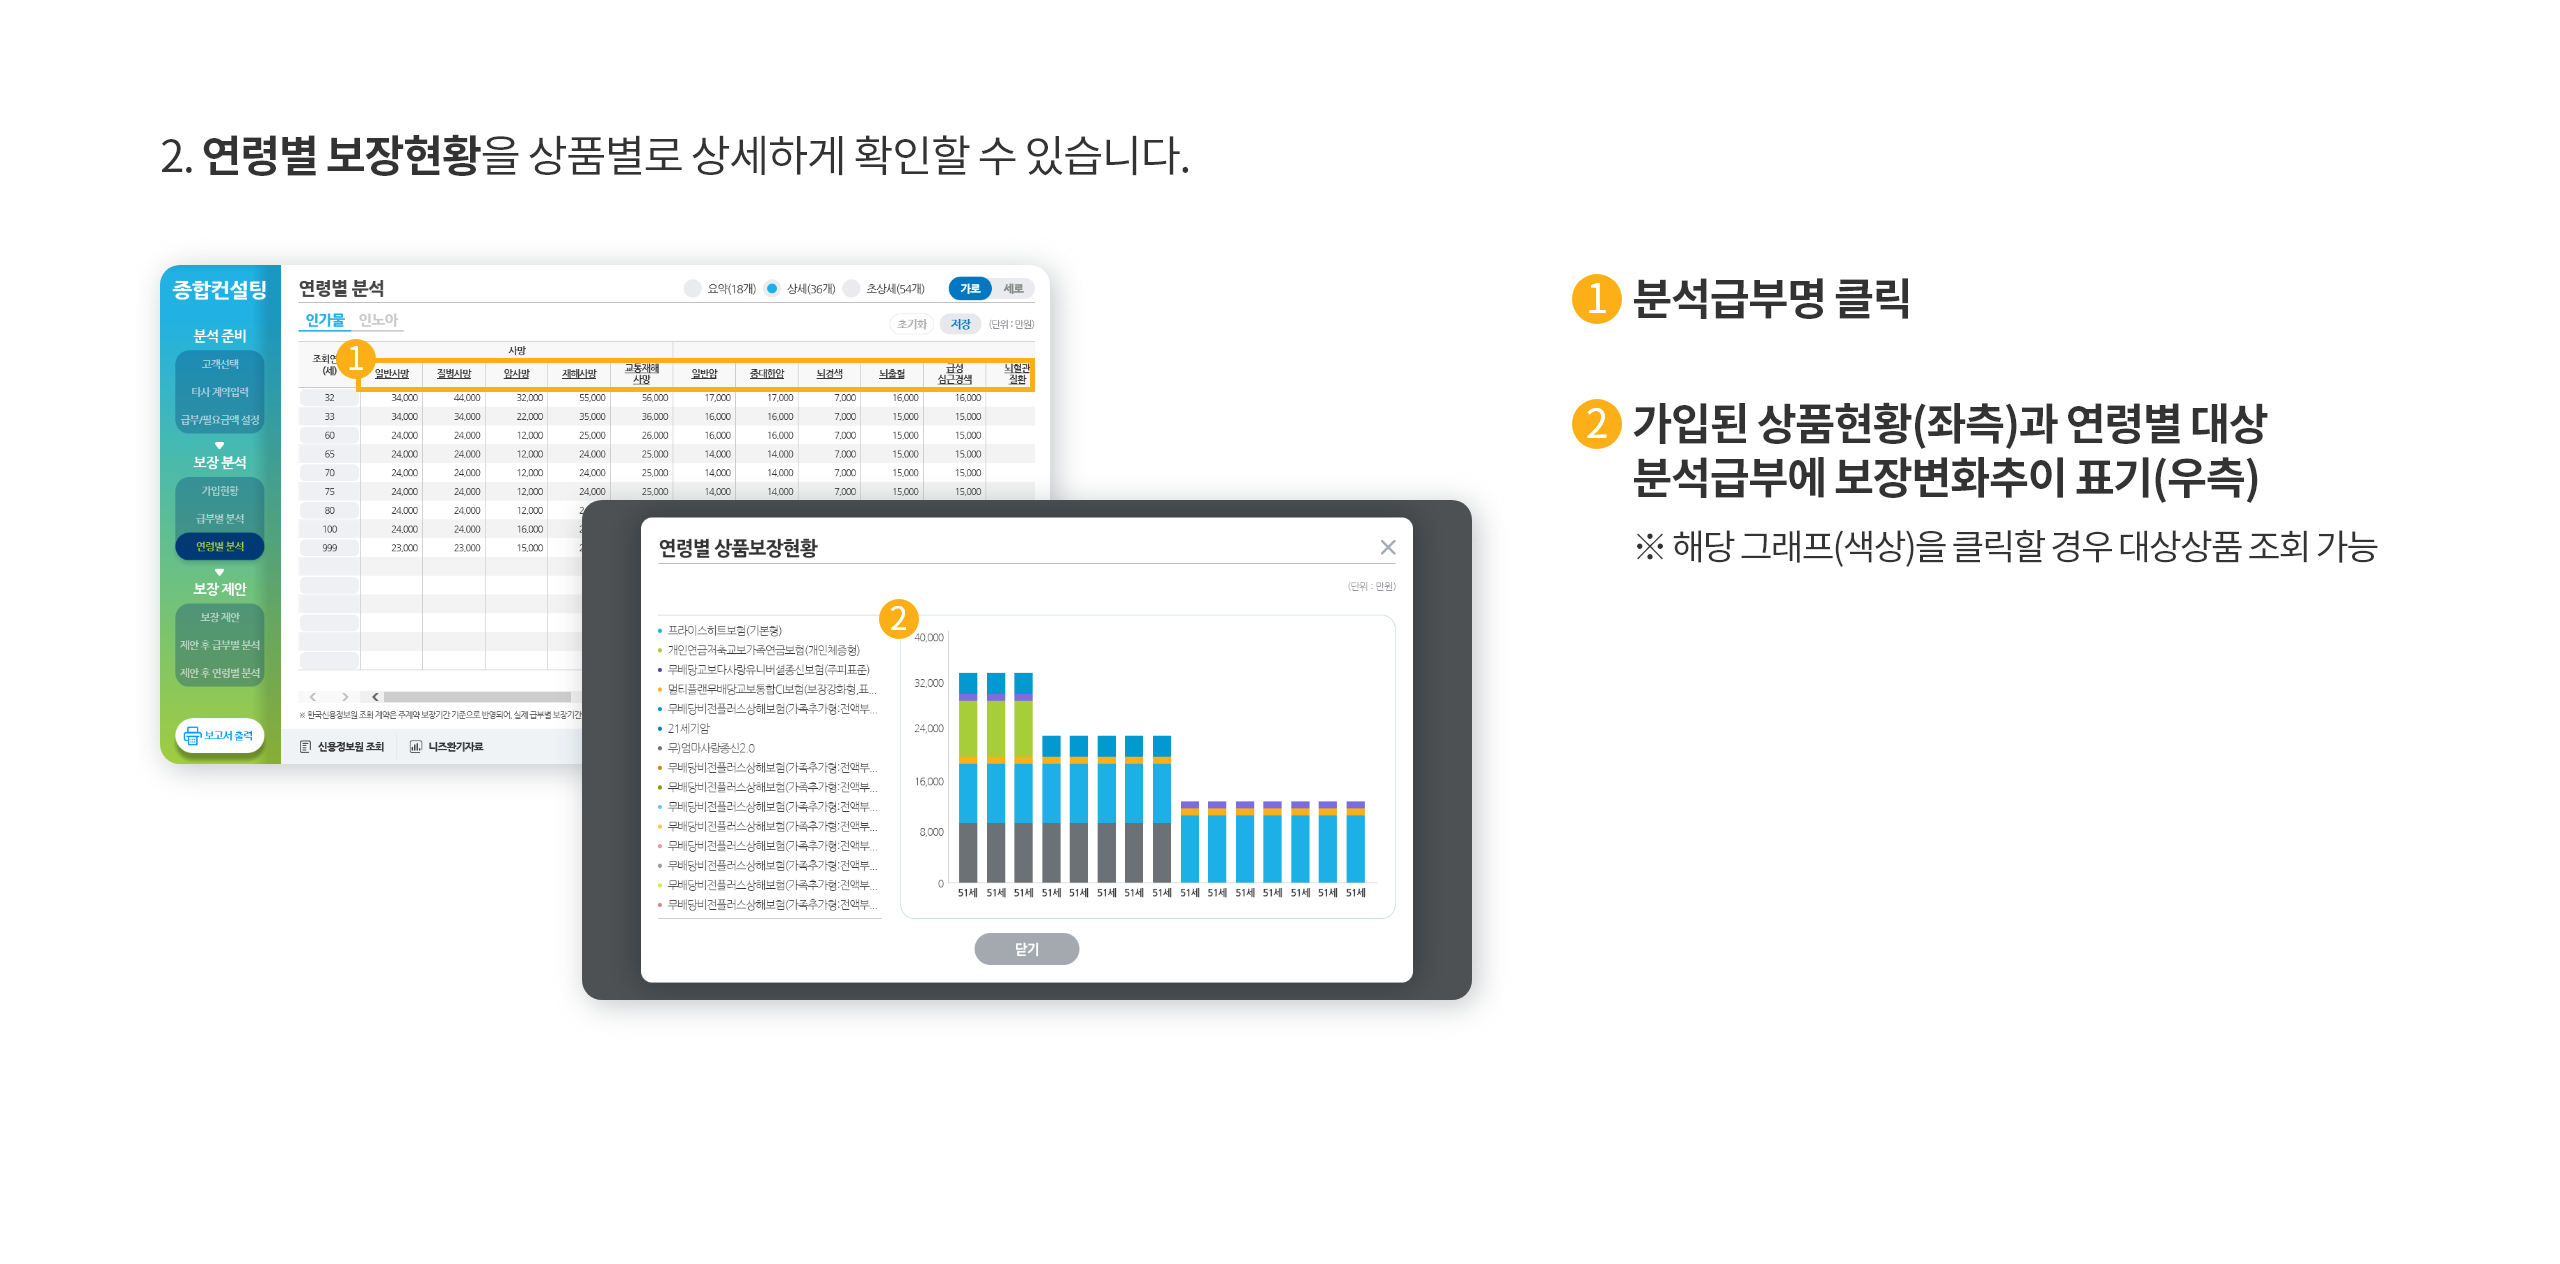 2. 연령별 보장현황을 상품별로 상세하게 확인할 수 있습니다.
종합컨설팅
분석 준비
고객선택
타사 계약입력
급부/필요금액 설정
보장 분석
가입현황
급부별 분석
연령별 분석
보장 제안
보장 제안
제안 후 급부별 분석
제안 후 연령별 분석
보고서 출력
연령별 분석
요약(18개) 상세(36개) 초상세(54개) 가로 세로
인가물 인노아
초기화 저장 (단위 : 만원)
조회연
(세)
1
사망
일반사망 질병사망 암사망 재해사망 교통재해 사망 일반암 중대한암 뇌경색 뇌출혈 급성 심근경색 뇌혈관 질환
32 34,000 44,000 32,000 55,000 56,000 17,000 17,000 7,000 16,000 16,000
33 34,000 34,000 22,000 35,000 36,000 16,000 16,000 7,000 15,000 15,000
60 24,000 24,000 12,000 25,000 26,000 16,000 16,000 7,000 15,000 15,000
65 24,000 24,000 12,000 24,000 25,000 14,000 14,000 7,000 15,000 15,000
70 24,000 24,000 12,000 24,000 25,000 14,000 14,000 7,000 15,000 15,000
75 24,000 24,000 12,000 24,000 25,000 14,000 14,000 7,000 15,000 15,000
80 24,000 24,000 12,000 2
100 24,000 24,000 16,000
999 23,000 23,000 15,000
※ 한국신용정보원 조회 계약은 주계약 보장기간 기준으로 반영되어, 실제 급부별 보장기간
신용정보원 조회 니즈환기자료
연령별 상품보장현황
(단위 : 만원)
프라이스히트보험(기본형)
개인연금저축교보가족연금보험(개인체증형)
무배당교보다사랑유니버셜종신보험(주피표준)
멀티플랜무배당교보통합CI보험(보장강화형,표...
무배당비전플러스상해보험(가족추가형:전액부...
21세기암
무)엄마사랑종신2.0
무배당비전플러스상해보험(가족추가형:전액부...
무배당비전플러스상해보험(가족추가형:전액부...
무배당비전플러스상해보험(가족추가형:전액부...
무배당비전플러스상해보험(가족추가형:전액부...
무배당비전플러스상해보험(가족추가형:전액부...
무배당비전플러스상해보험(가족추가형:전액부...
무배당비전플러스상해보험(가족추가형:전액부...
무배당비전플러스상해보험(가족추가형:전액부...
2
40,000
32,000
24,000
16,000
8,000
0
51세 51세 51세 51세 51세 51세 51세 51세 51세 51세 51세 51세 51세 51세 51세
닫기
1 분석급부명 클릭
2 가입된 상품현황(좌측)과 연령별 대상
분석급부에 보장변화추이 표기(우측)
※ 해당 그래프(색상)을 클릭할 경우 대상상품 조회 가능